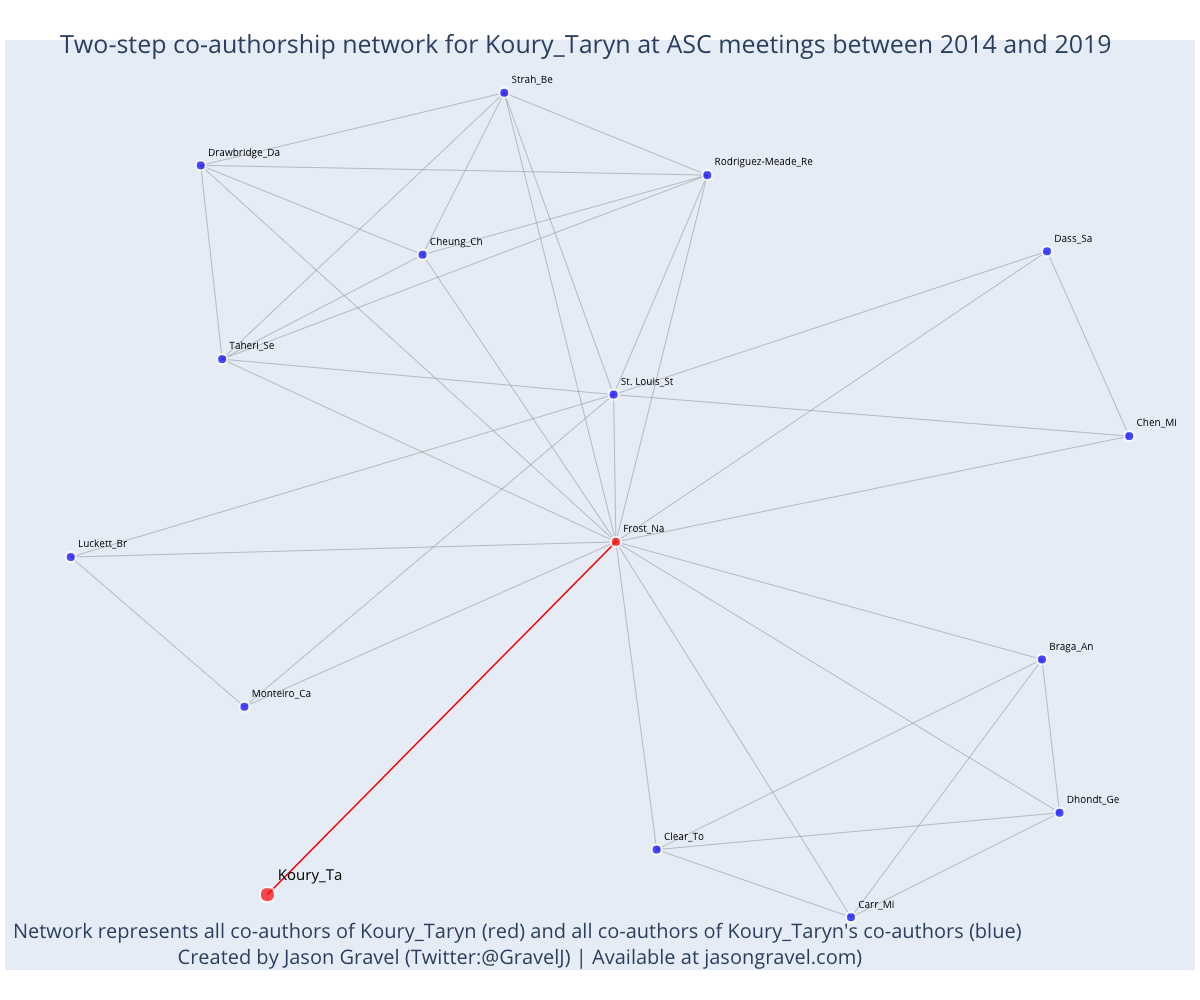 Two-step co-authorship network for Koury_Taryn at ASC meetings between 2014 and 2019
Strah_Be
Drawbridge_Da
Rodriguez-Meade_Re
Cheung_Ch
Dass_Sa
Taheri_Se
St. Louis_St
Chen_Mi
Frost_Na
Luckett_Br
Braga_An
Monteiro_Ca
Dhondt_Ge
Clear_To
Koury_Ta
Carr_Mi
Network represents all co-authors of Koury_Taryn (red) and all co-authors of Koury_Taryn's co-authors (blue)
Created by Jason Gravel (Twitter:@GravelJ) | Available at jasongravel.com)